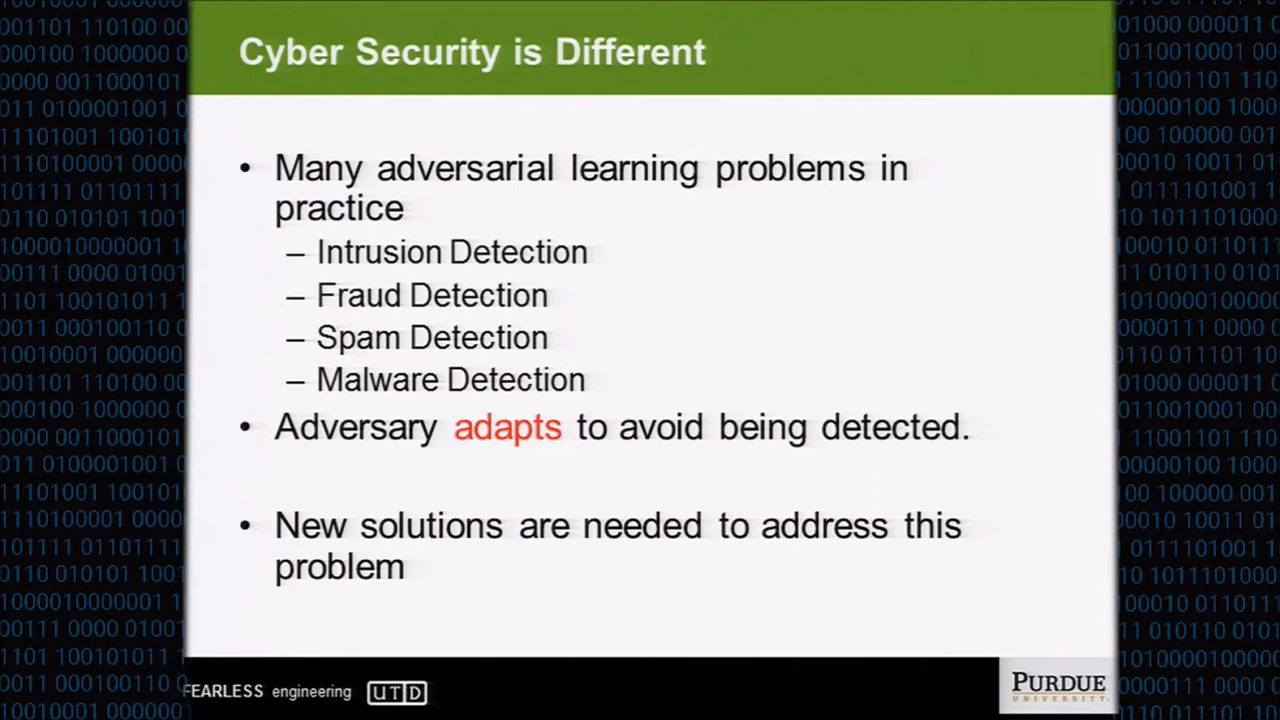 Cyber Security is Different
• Many adversarial learning problems in
practice
– Intrusion Detection
– Fraud Detection
– Spam Detection
– Malware Detection
• Adversary adapts to avoid being detected.
• New solutions are needed to address this
problem
FEARLESS engineering UTD
PURDUE
UNIVERSITY